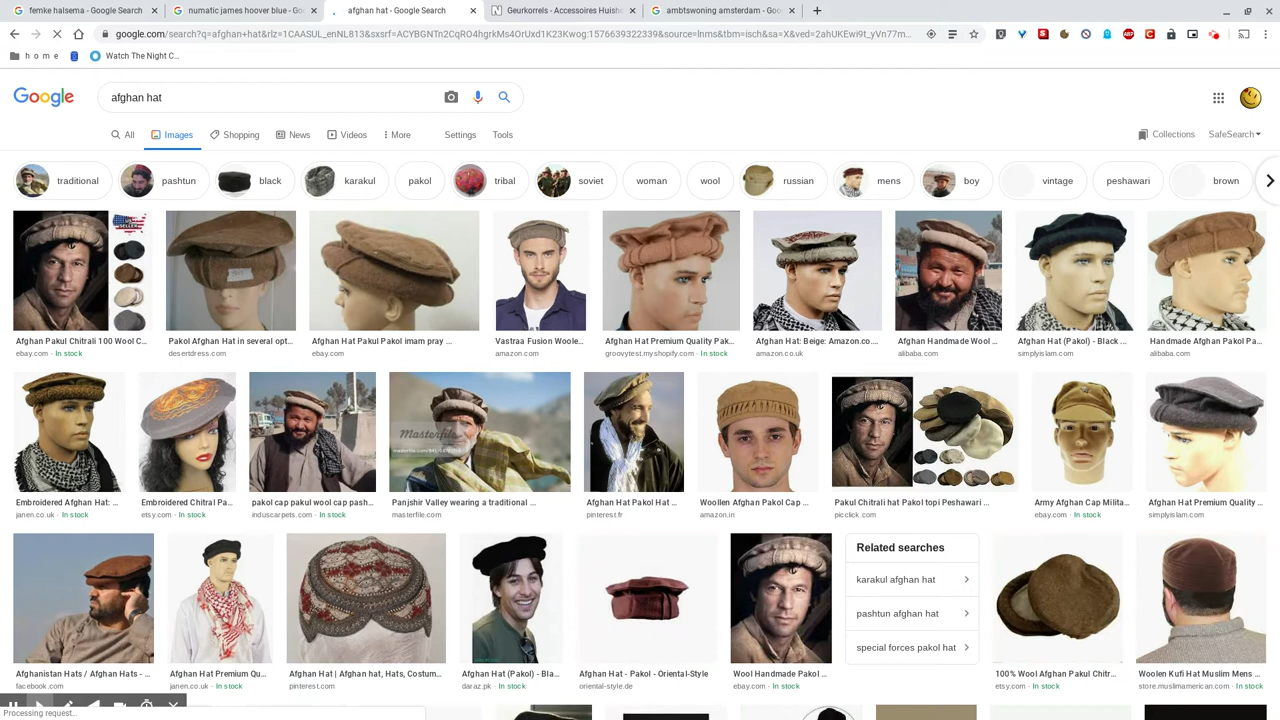 femke halsema - Google Search
numatic james hoover blue - Goo
afghan hat - Google Search
Geurkorrels - Accessoires Huisho
ambtswoning amsterdam - Goo
google.com/search?q=afghan+hat&rlz=1CAASUL_enNL813&sxsrf=ACYBGNTn2CqRO4hgrkMs4OrUxd1K23Kwog:1576639322339&source=lnms&tbm=isch&sa=X&ved=2ahUKEwi9t_yVn77m...
h o m e
Watch The Night C...
Google
afghan hat
All
Images
Shopping
News
Videos
More
Settings
Tools
Collections
SafeSearch
traditional
pashtun
black
karakul
pakol
tribal
soviet
woman
wool
russian
mens
boy
vintage
peshawari
brown
Afghan Pakul Chitrali 100 Wool C...
ebay.com · In stock
Pakol Afghan Hat in several opt...
desertdress.com
Afghan Hat Pakul Pakol imam pray ...
ebay.com
Vastraa Fusion Woole...
amazon.com
Afghan Hat Premium Quality Pak...
groovytest.myshopify.com · In stock
Afghan Hat: Beige: Amazon.co....
amazon.co.uk
Afghan Handmade Wool ...
alibaba.com
Afghan Hat (Pakol) - Black ...
simplyislam.com
Handmade Afghan Pakol Pa...
alibaba.com
Masterfile
Embroidered Afghan Hat: ...
janen.co.uk · In stock
Embroidered Chitral Pa...
etsy.com · In stock
pakol cap pakul wool cap pash...
induscarpets.com · In stock
Panjshir Valley wearing a traditional ...
masterfile.com
Afghan Hat Pakol Hat ...
pinterest.fr
Woollen Afghan Pakol Cap ...
amazon.in
Pakul Chitrali hat Pakol topi Peshawari ...
picclick.com
Army Afghan Cap Milita...
ebay.com · In stock
Afghan Hat Premium Quality ...
simplyislam.com
Related searches
karakul afghan hat
pashtun afghan hat
special forces pakol hat
Afghanistan Hats / Afghan Hats - ...
facebook.com
Afghan Hat Premium Qu...
janen.co.uk · In stock
Afghan Hat | Afghan hat, Hats, Costum...
pinterest.com
Afghan Hat (Pakol) - Bla...
daraz.pk · In stock
Afghan Hat - Pakol - Oriental-Style
oriental-style.de
Wool Handmade Pakol ...
ebay.com · In stock
100% Wool Afghan Pakul Chitr...
etsy.com · In stock
Woolen Kufi Hat Muslim Mens ...
store.muslimamerican.com · In stock
Processing request...